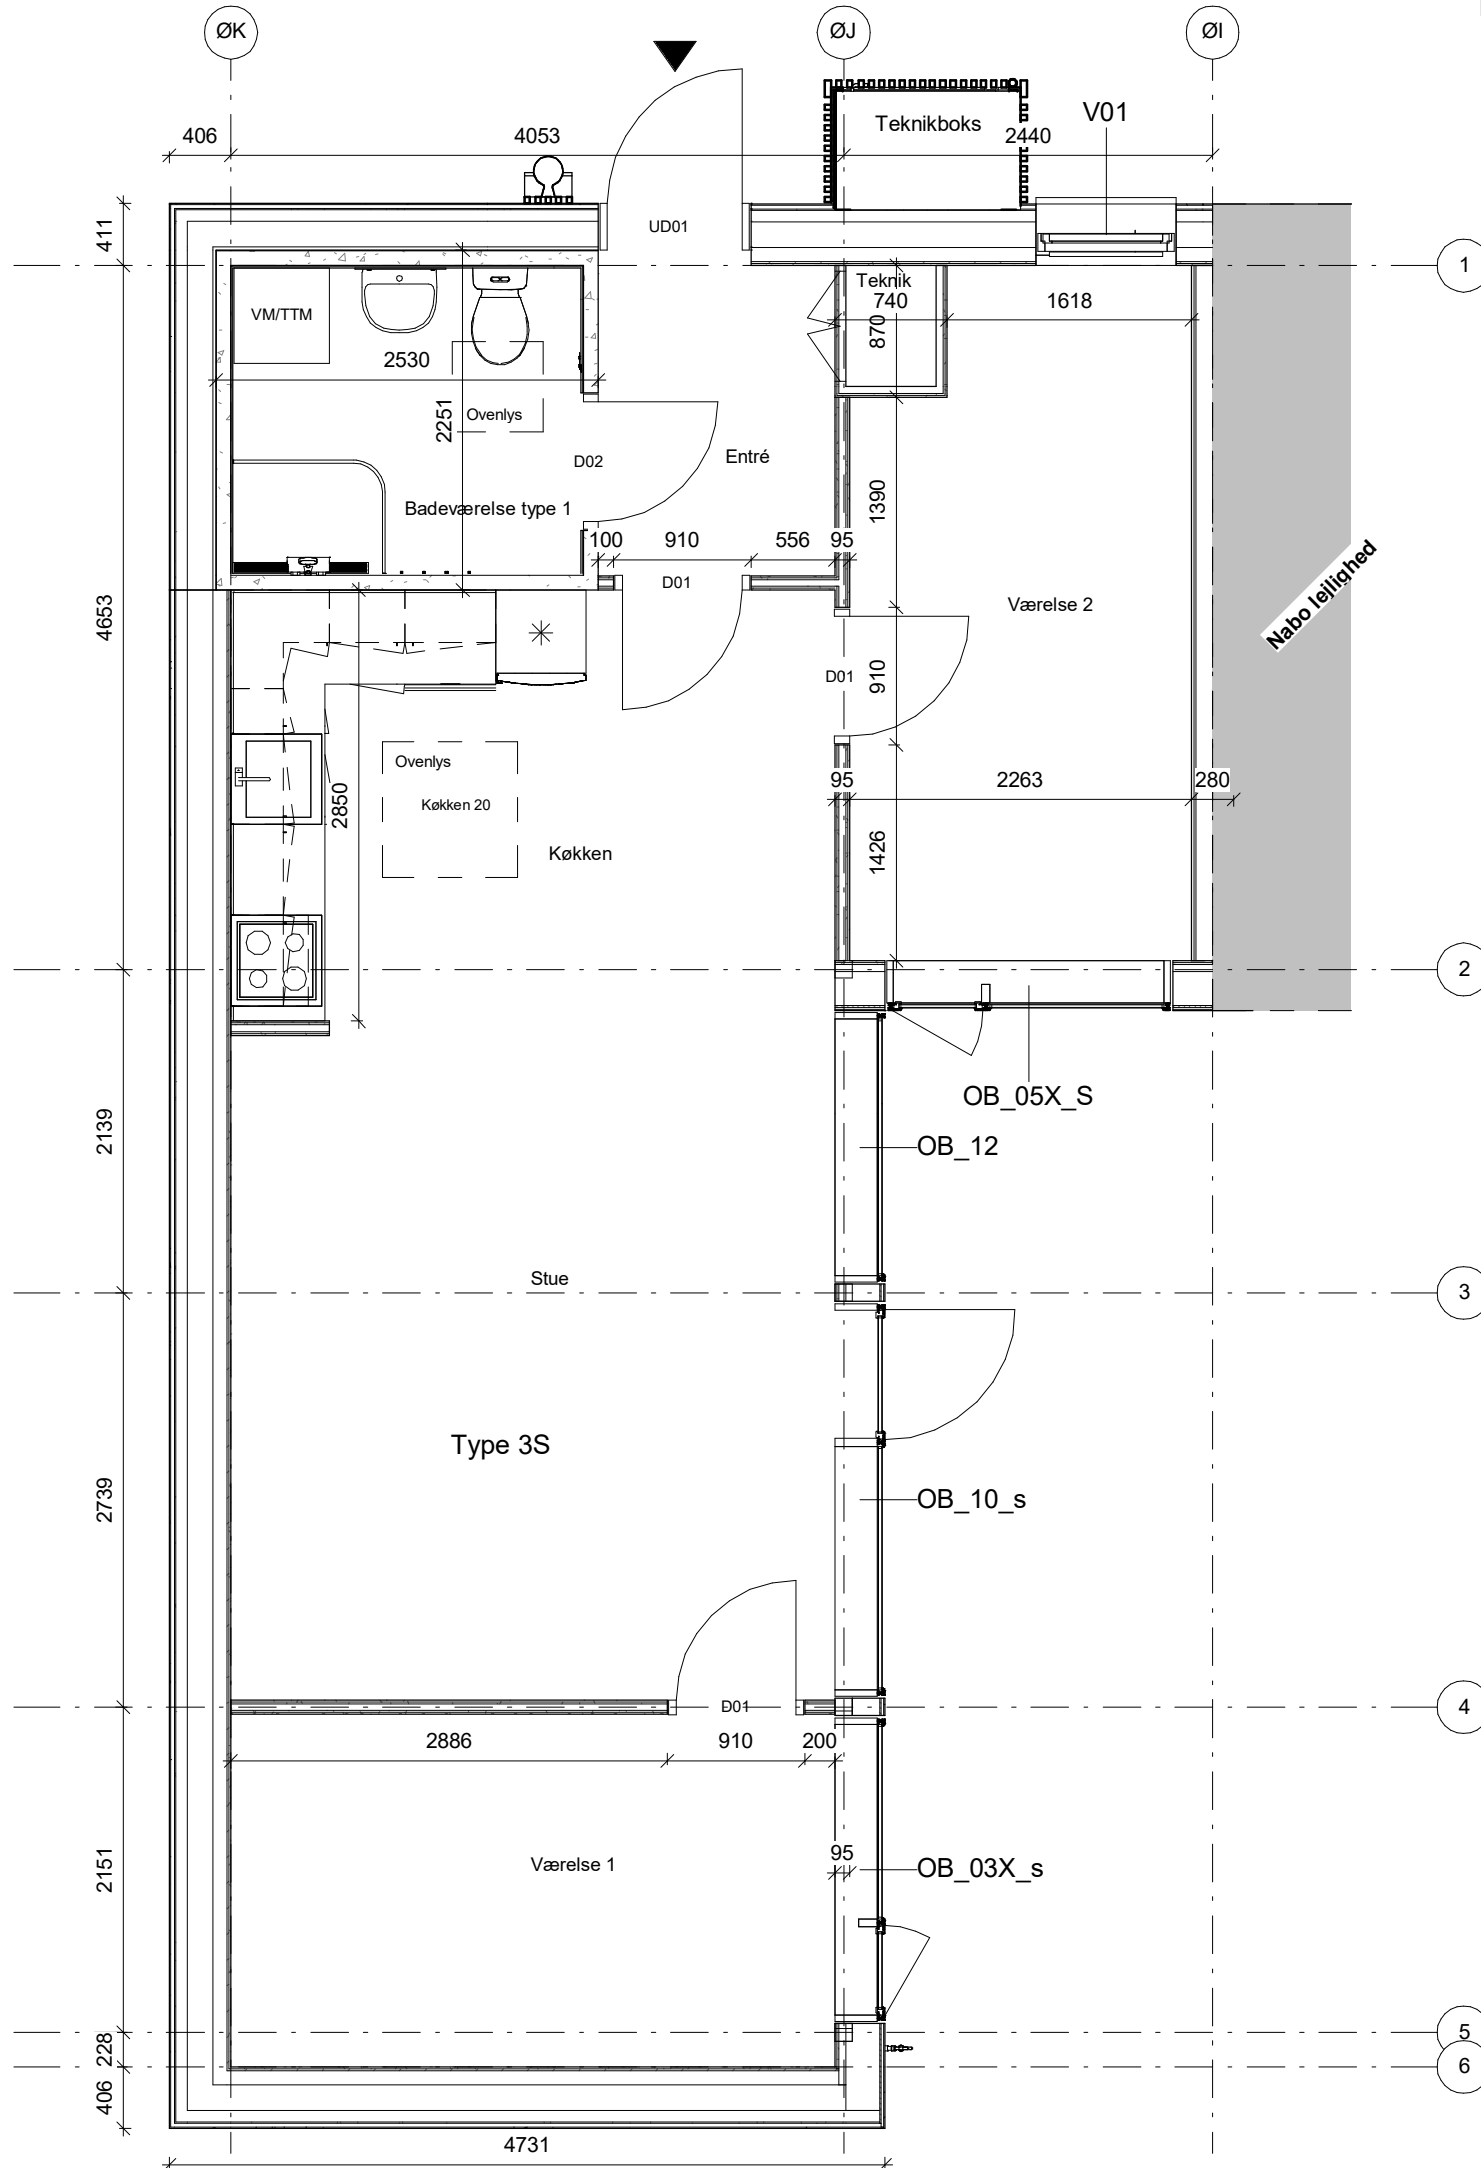 ØK
ØJ
ØI
Teknikboks
V01
406
4053
2440
411
UD01
1
Teknik
VM/TTM
740
1618
870
2530
2251
Ovenlys
D02
Entré
1390
Badeværelse type 1
100
910
556
95
D01
4653
Værelse 2
Nabo lejlighed
D01
910
Ovenlys
Køkken 20
2850
95
2263
280
Køkken
1426
2
OB_05X_S
2139
OB_12
Stue
3
Type 3S
2739
OB_10_s
D01
4
2886
910
200
2151
Værelse 1
95
OB_03X_s
228
5
6
406
4731